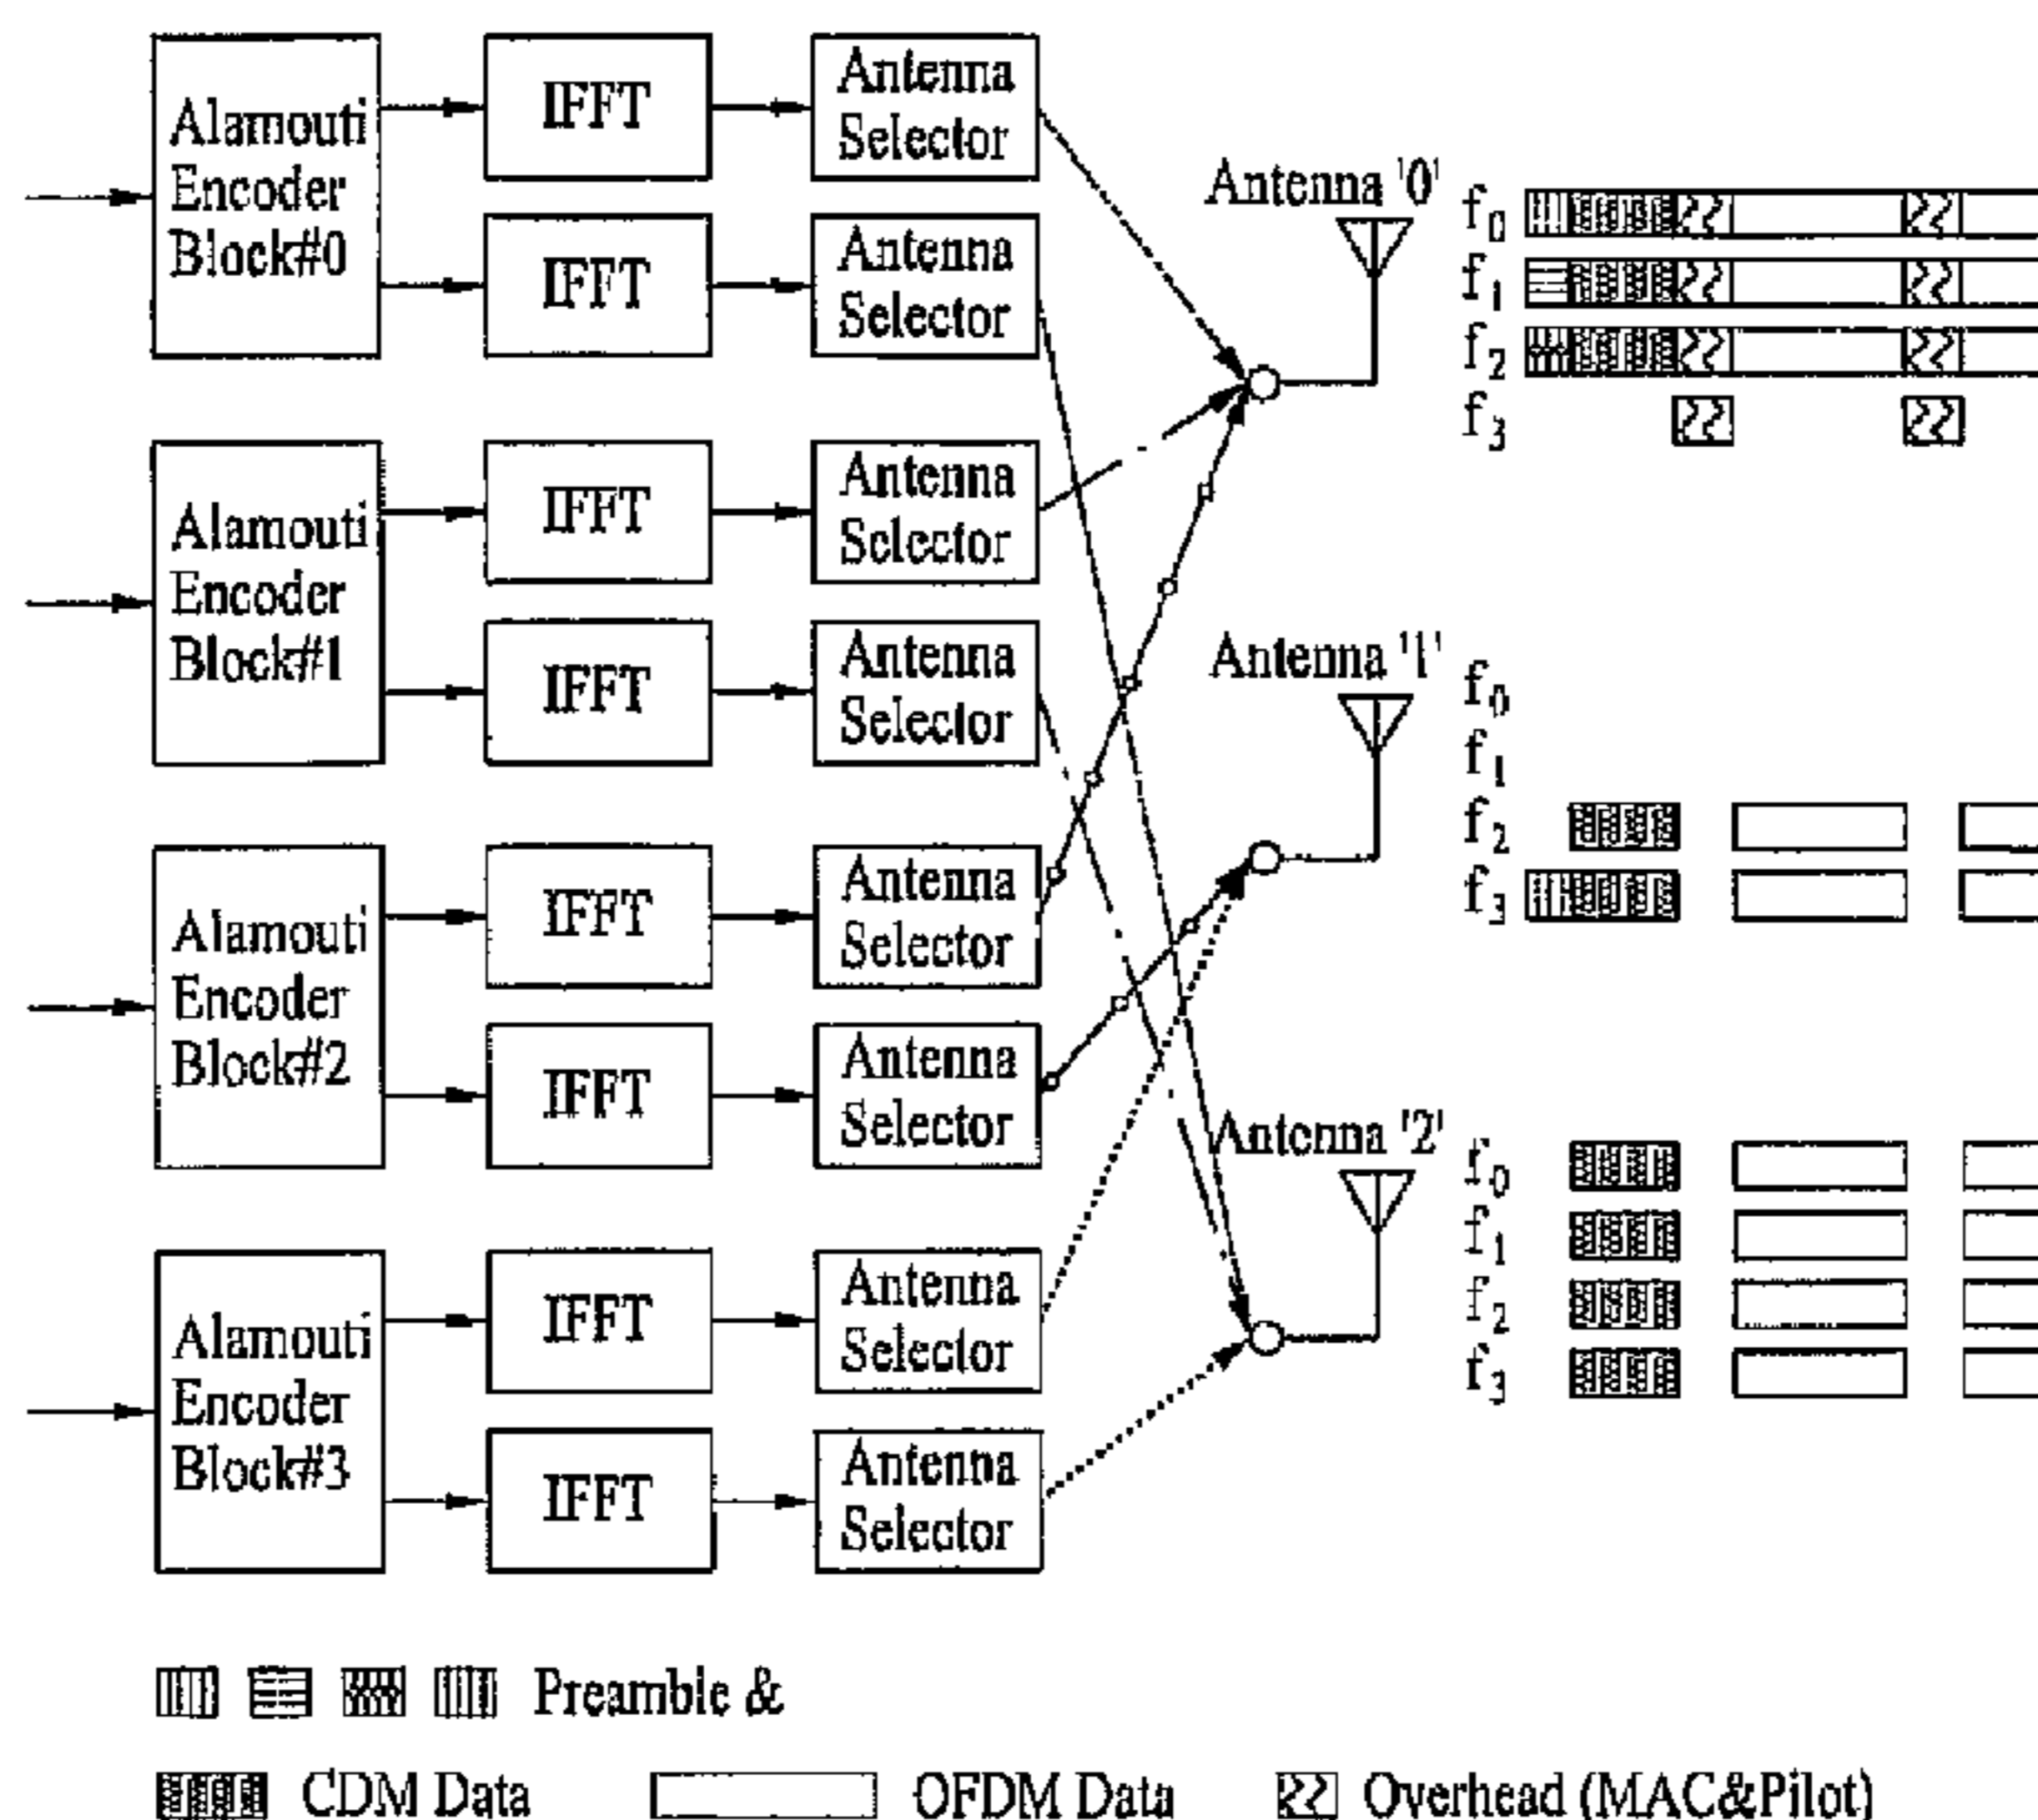 Alamouti
Encoder
Block#0
IFFT
Antenna
Selector
IFFT
Antenna
Selector
Alamouti
Encoder
Block#1
IFFT
Antenna
Selector
IFFT
Antenna
Selector
Alamouti
Encoder
Block#2
IFFT
Antenna
Selector
IFFT
Antenna
Selector
Alamouti
Encoder
Block#3
IFFT
Antenna
Selector
IFFT
Antenna
Selector
Antenna '0'
f0
f1
f2
f3
Antenna '1'
f0
f1
f2
f3
Antenna '2'
f0
f1
f2
f3
Preamble &
CDM Data
OFDM Data
Overhead (MAC&Pilot)